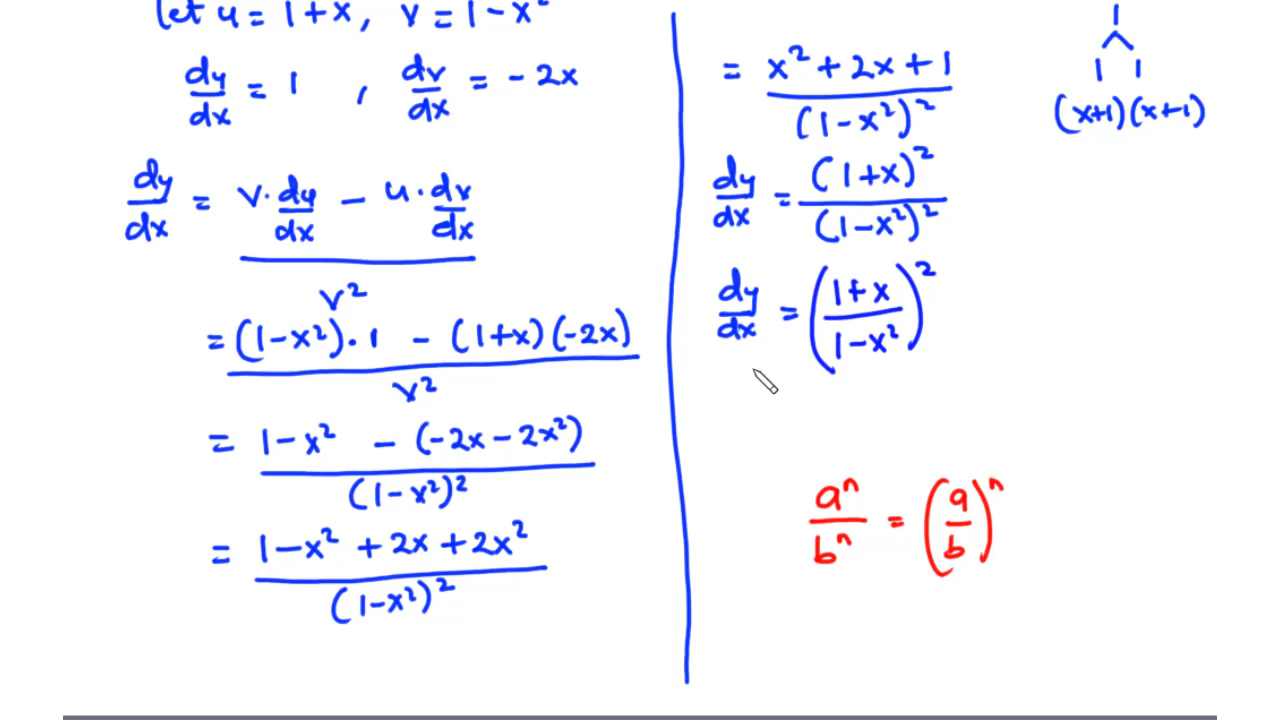 let u = 1 + x, v = 1 - x²
du/dx = 1 , dv/dx = - 2x
dy/dx = (v · du/dx - u · dv/dx) / v²
= ((1-x²) · 1 - (1+x)(-2x)) / v²
= (1-x² - (-2x - 2x²)) / (1-x²)²
= (1-x² + 2x + 2x²) / (1-x²)²
= (x² + 2x + 1) / (1-x²)²
dy/dx = (1+x)² / (1-x²)²
dy/dx = ((1+x)/(1-x²))²
aⁿ/bⁿ = (a/b)ⁿ
1
1 1
(x+1)(x+1)